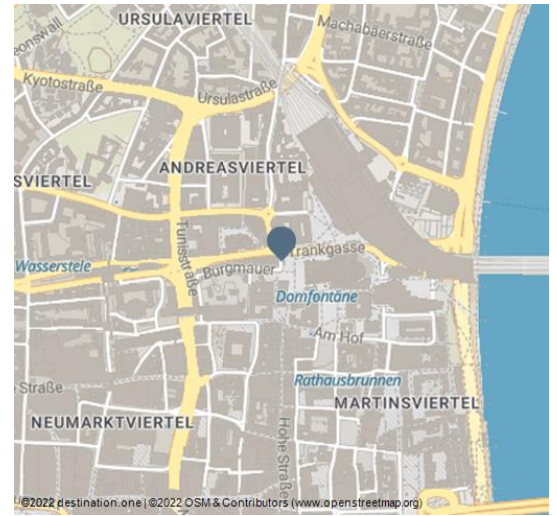 URSULAVIERTEL
Machabäerstraße
eonswall
Kyotostraße
Ursulastraße
ANDREASVIERTEL
SVIERTEL
Tunisstraße
Trankgasse
Wasserstele
Burgmauer
Domfontäne
Am Hof
Rathausbrunnen
e Straße
MARTINSVIERTEL
NEUMARKTVIERTEL
Hohe Straße
©2022 destination.one | ©2022 OSM & Contributors (www.openstreetmap.org)